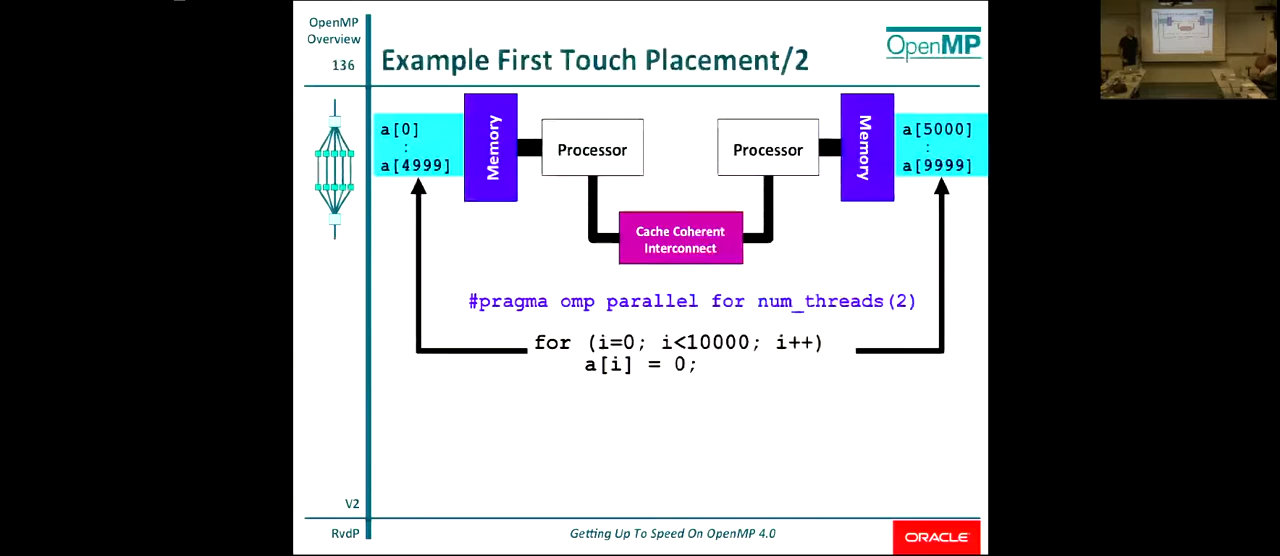 OpenMP
Overview
136
Example First Touch Placement/2
OpenMP
a[0]
:
a[4999]
Memory
Processor
Processor
Memory
a[5000]
:
a[9999]
Cache Coherent
Interconnect
#pragma omp parallel for num_threads(2)
for (i=0; i<10000; i++)
a[i] = 0;
V2
RvdP
Getting Up To Speed On OpenMP 4.0
ORACLE